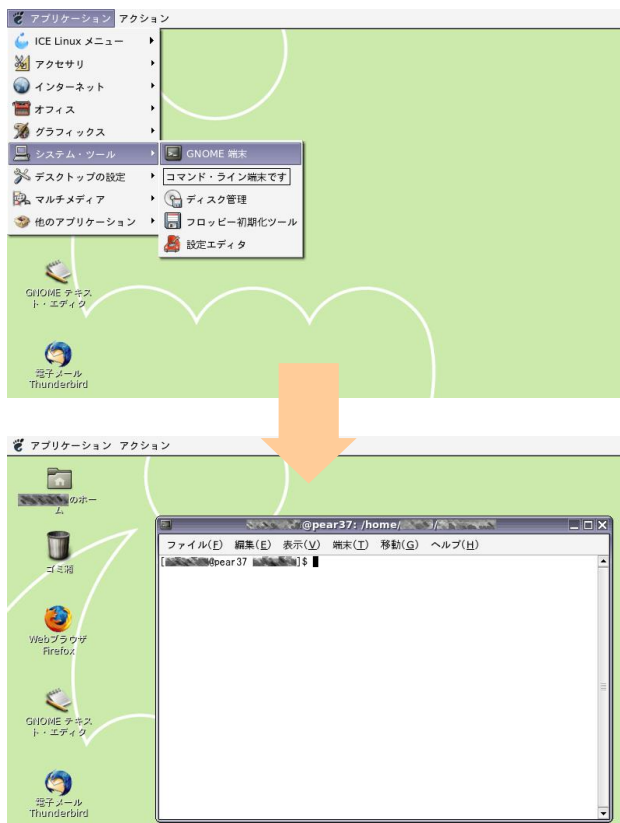 アプリケーション アクション
ICE Linux メニュー
アクセサリ
インターネット
オフィス
グラフィックス
システム・ツール
デスクトップの設定
マルチメディア
他のアプリケーション
GNOME 端末
コマンド・ライン端末です
ディスク管理
フロッピー初期化ツール
設定エディタ
GNOME テキス
ト・エディタ
電子メール
Thunderbird
アプリケーション アクション
のホー
ム
ゴミ箱
Webブラウザ
Firefox
GNOME テキス
ト・エディタ
電子メール
Thunderbird
@pear37: /home/ /
ファイル(F) 編集(E) 表示(V) 端末(T) 移動(G) ヘルプ(H)
[ @pear37 ]$